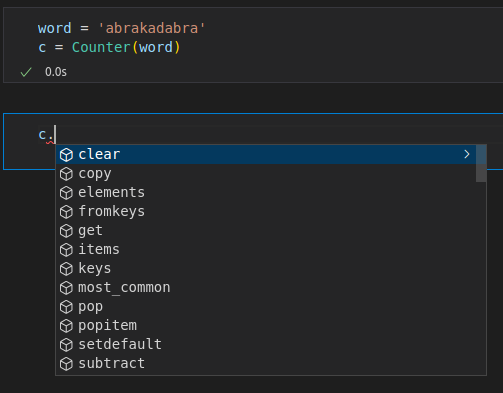 word = 'abrakadabra'
c = Counter(word)
0.0s
c.
clear
copy
elements
fromkeys
get
items
keys
most_common
pop
popitem
setdefault
subtract